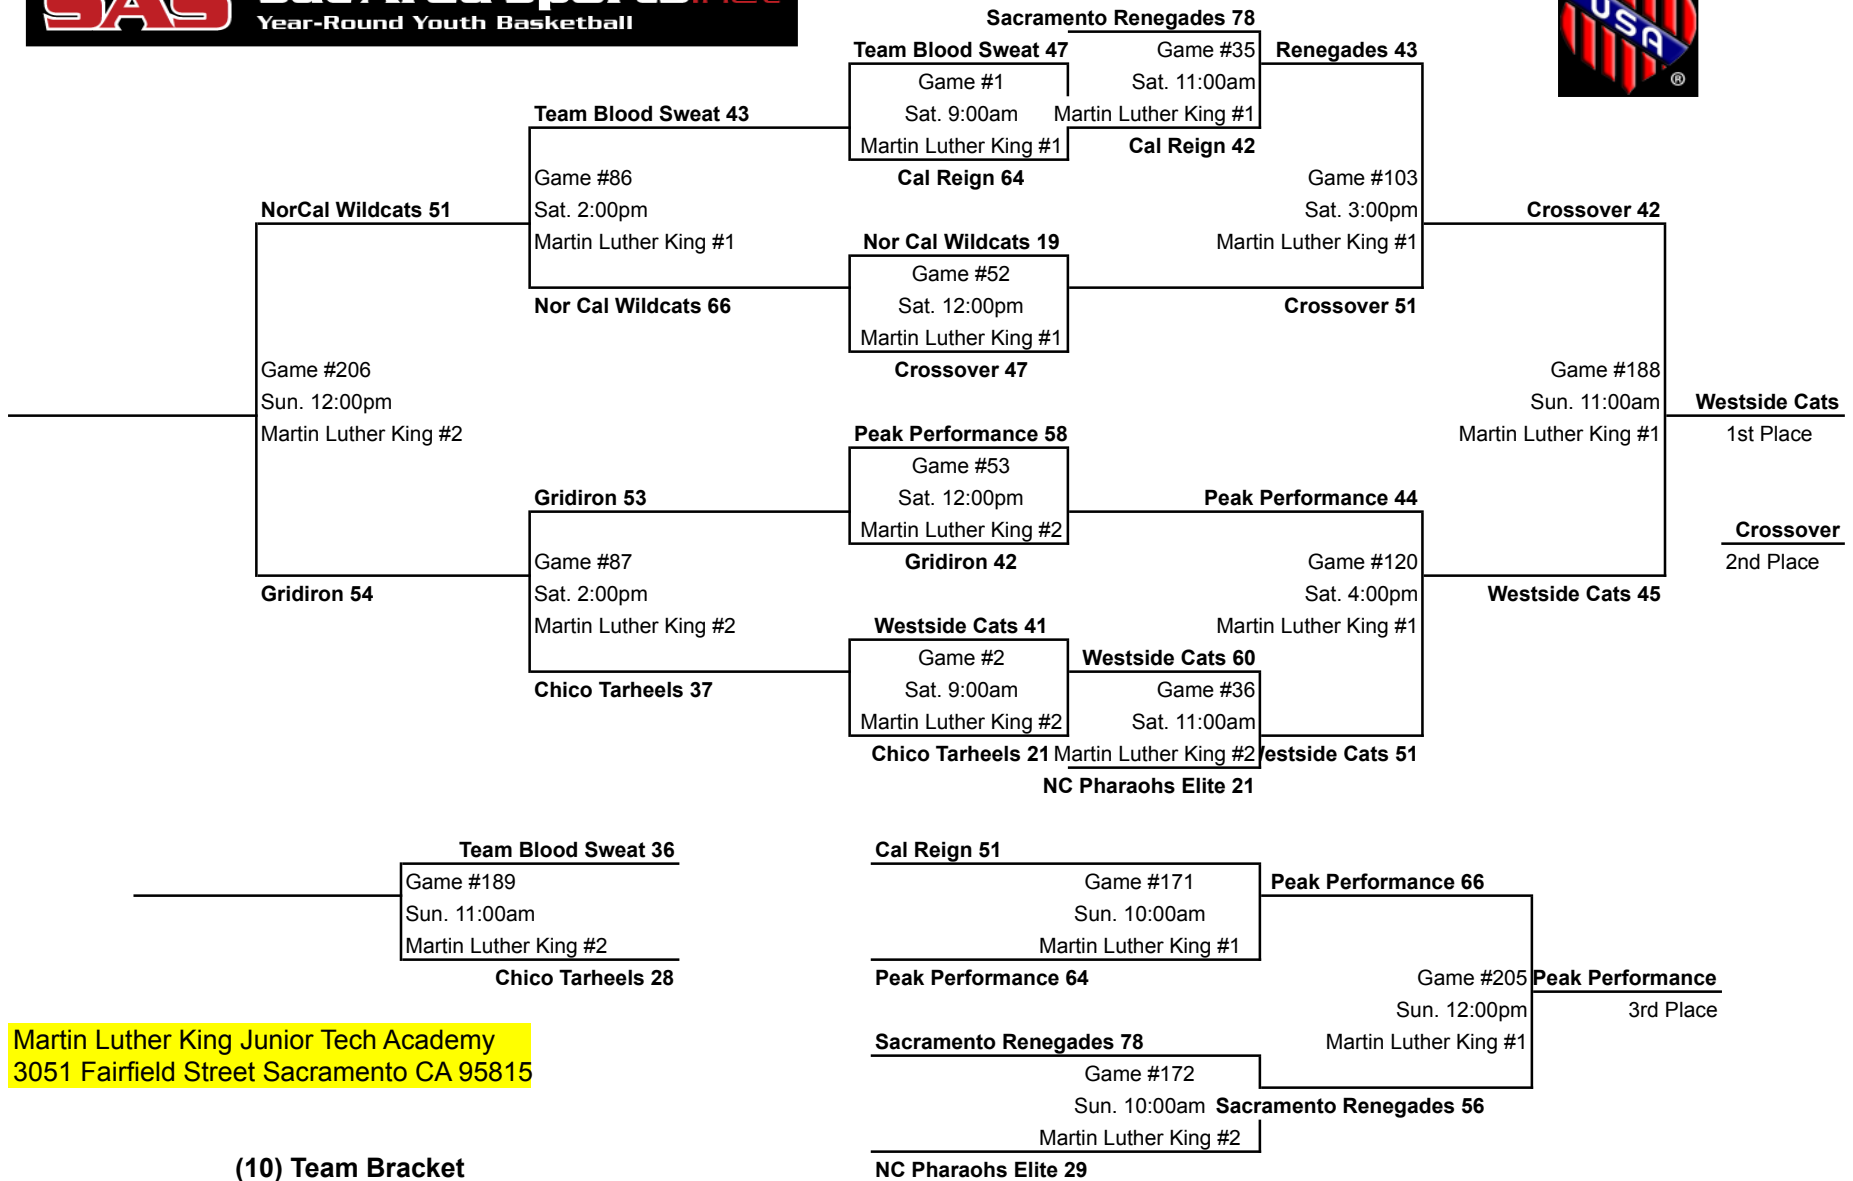 SAS
Year-Round Youth Basketball
USA
®
Sacramento Renegades 78
Team Blood Sweat 47
Game #35
Renegades 43
Game #1
Sat. 11:00am
Team Blood Sweat 43
Sat. 9:00am
Martin Luther King #1
Martin Luther King #1
Cal Reign 42
Game #86
Cal Reign 64
Game #103
NorCal Wildcats 51
Sat. 2:00pm
Sat. 3:00pm
Crossover 42
Martin Luther King #1
Nor Cal Wildcats 19
Martin Luther King #1
Game #52
Nor Cal Wildcats 66
Sat. 12:00pm
Crossover 51
Martin Luther King #1
Game #206
Crossover 47
Game #188
Sun. 12:00pm
Sun. 11:00am
Westside Cats
Martin Luther King #2
Peak Performance 58
Martin Luther King #1
1st Place
Game #53
Gridiron 53
Sat. 12:00pm
Peak Performance 44
Martin Luther King #2
Crossover
Game #87
Gridiron 42
Game #120
2nd Place
Gridiron 54
Sat. 2:00pm
Sat. 4:00pm
Westside Cats 45
Martin Luther King #2
Westside Cats 41
Martin Luther King #1
Game #2
Westside Cats 60
Chico Tarheels 37
Sat. 9:00am
Game #36
Martin Luther King #2
Sat. 11:00am
Chico Tarheels 21
Martin Luther King #2
estside Cats 51
NC Pharaohs Elite 21
Team Blood Sweat 36
Cal Reign 51
Game #189
Game #171
Peak Performance 66
Sun. 11:00am
Sun. 10:00am
Martin Luther King #2
Martin Luther King #1
Chico Tarheels 28
Peak Performance 64
Game #205
Peak Performance
Sun. 12:00pm
3rd Place
Martin Luther King Junior Tech Academy
Sacramento Renegades 78
Martin Luther King #1
3051 Fairfield Street Sacramento CA 95815
Game #172
Sun. 10:00am
Sacramento Renegades 56
Martin Luther King #2
(10) Team Bracket
NC Pharaohs Elite 29